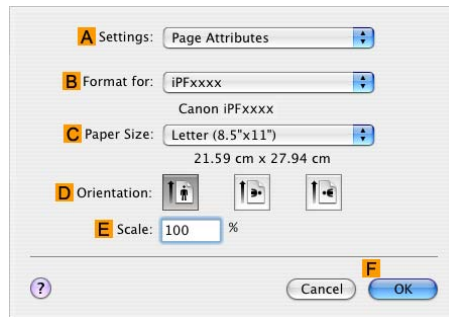 A Settings: Page Attributes
B Format for: iPFxxxx
Canon iPFxxxx
C Paper Size: Letter (8.5"x11")
21.59 cm x 27.94 cm
D Orientation:
E Scale: 100 %
F
? Cancel OK